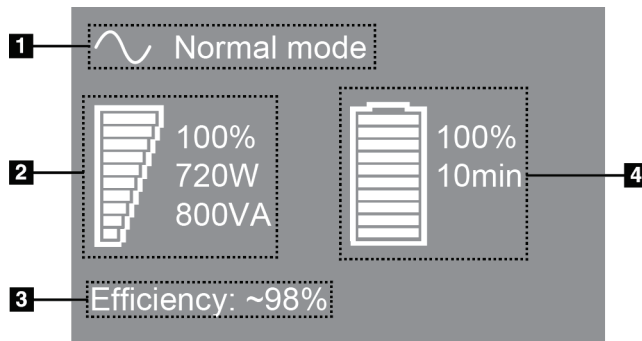 1
Normal mode
2
100%
720W
800VA
100%
10min
4
3
Efficiency: ~98%